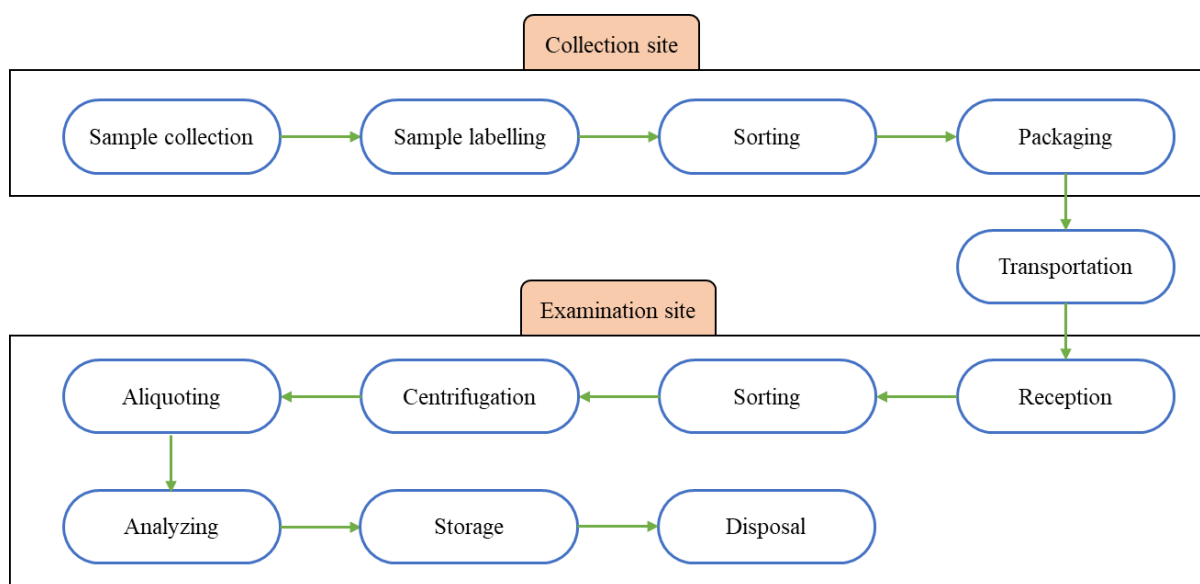 Collection site
Sample collection
Sample labelling
Sorting
Packaging
Transportation
Examination site
Aliquoting
Centrifugation
Sorting
Reception
Analyzing
Storage
Disposal